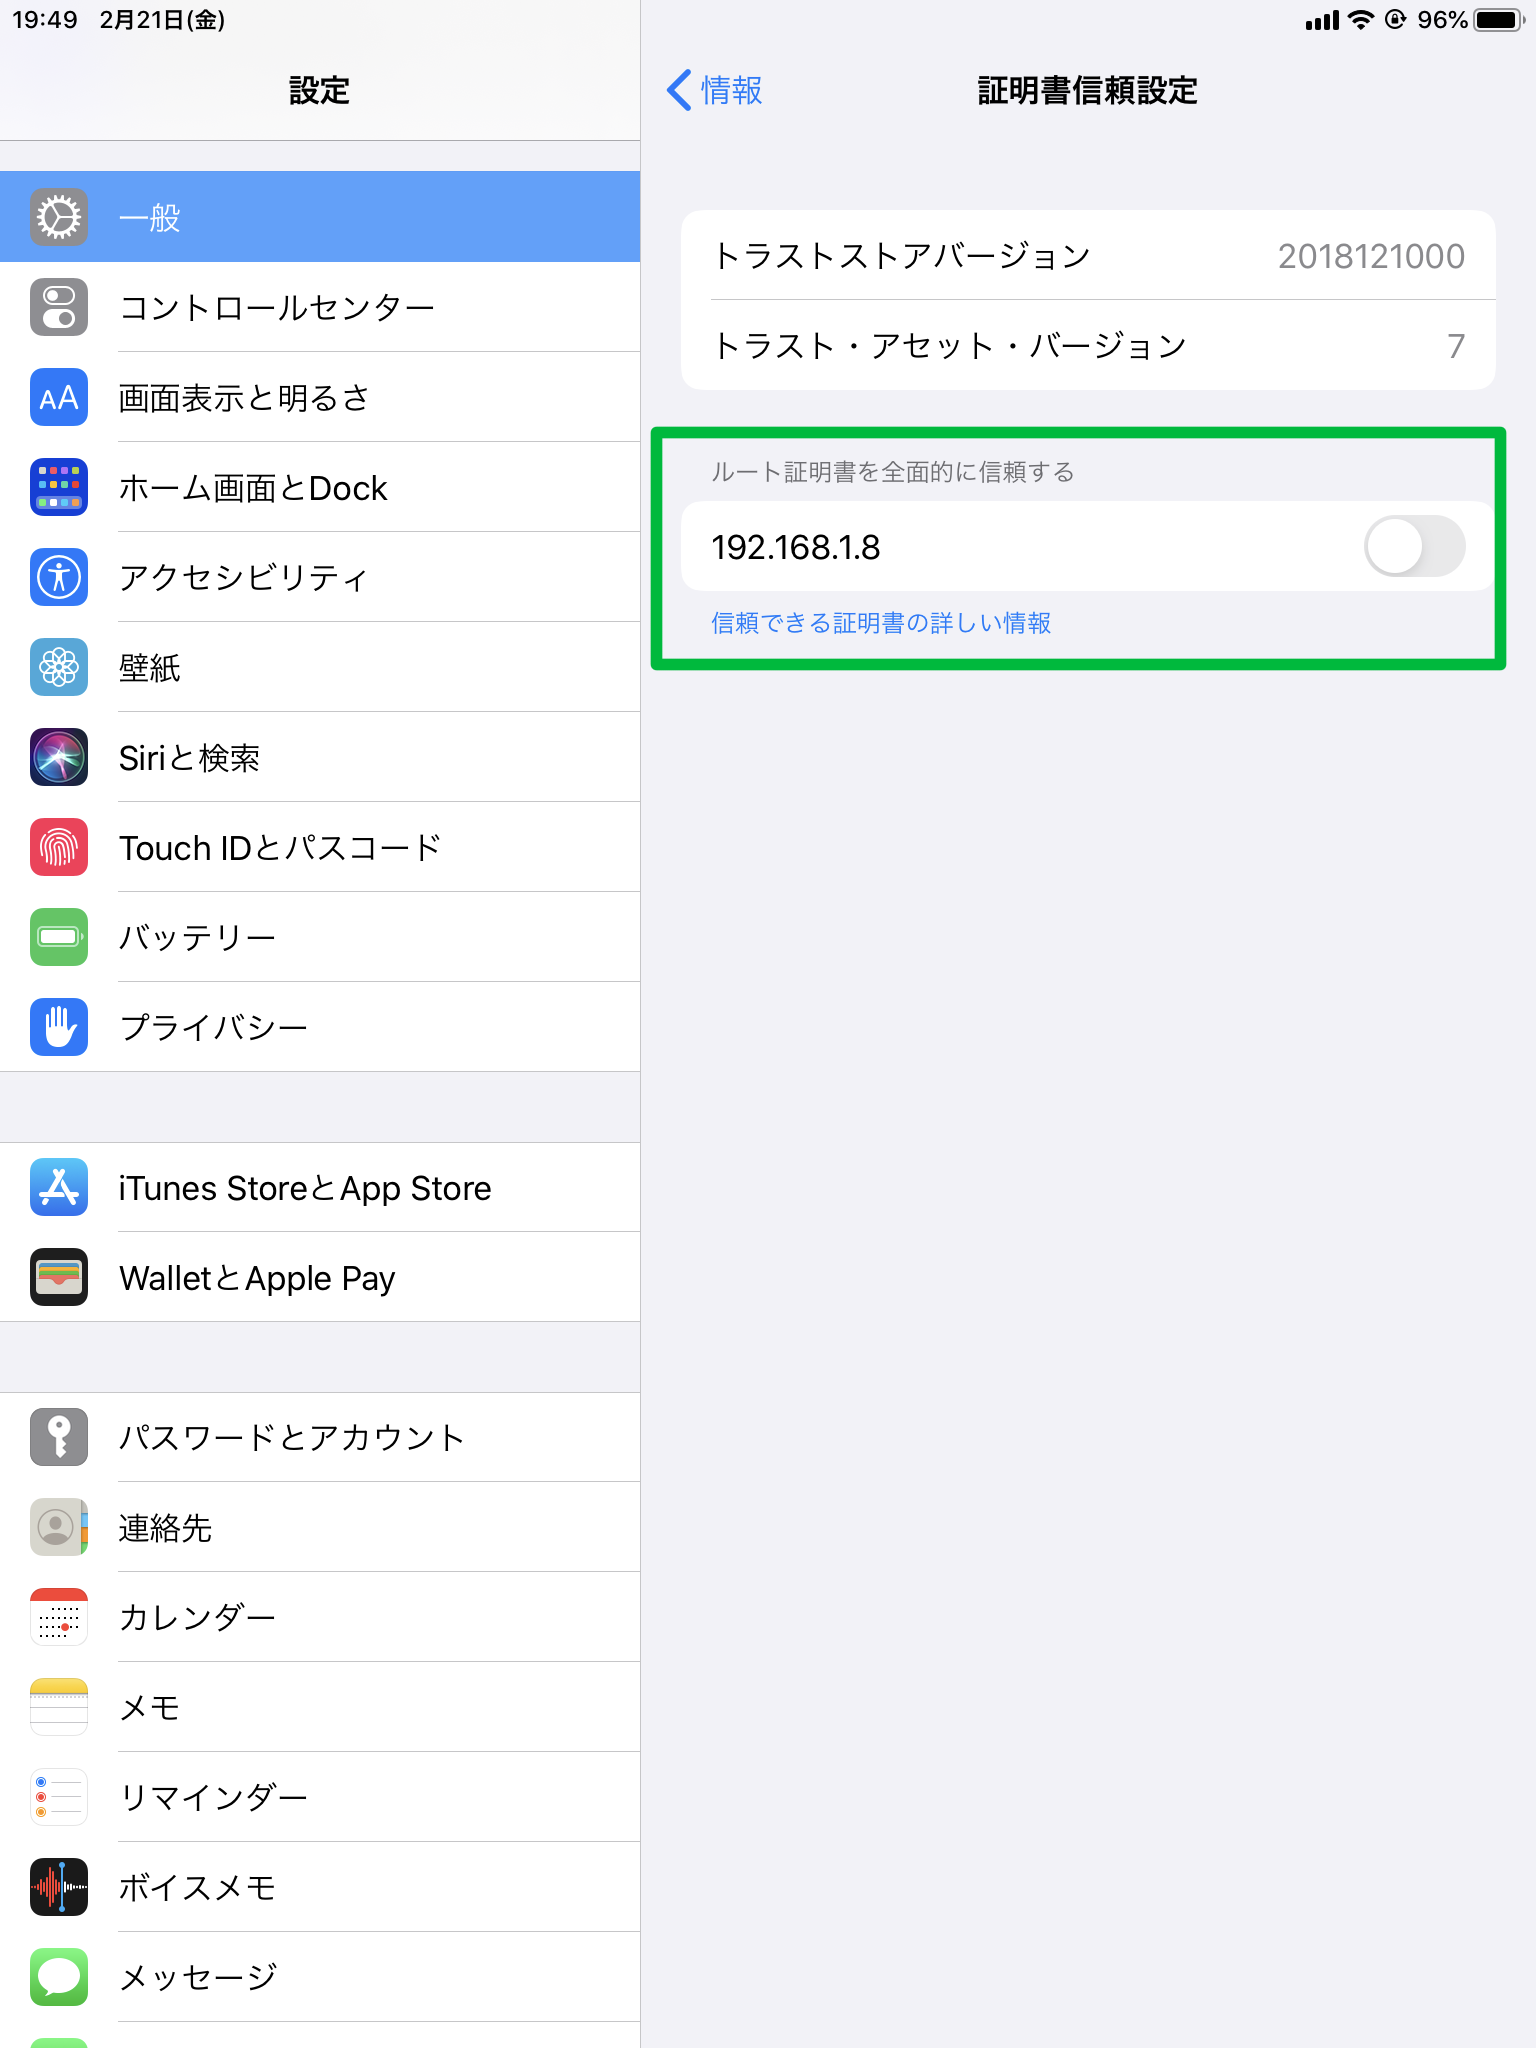 19:49 2月21日(金)
96%
設定
一般
コントロールセンター
AA
画面表示と明るさ
ホーム画面とDock
アクセシビリティ
壁紙
Siriと検索
Touch IDとパスコード
バッテリー
プライバシー
iTunes StoreとApp Store
WalletとApple Pay
パスワードとアカウント
連絡先
カレンダー
メモ
リマインダー
ボイスメモ
メッセージ
情報
証明書信頼設定
トラストストアバージョン 2018121000
トラスト・アセット・バージョン 7
ルート証明書を全面的に信頼する
192.168.1.8
信頼できる証明書の詳しい情報